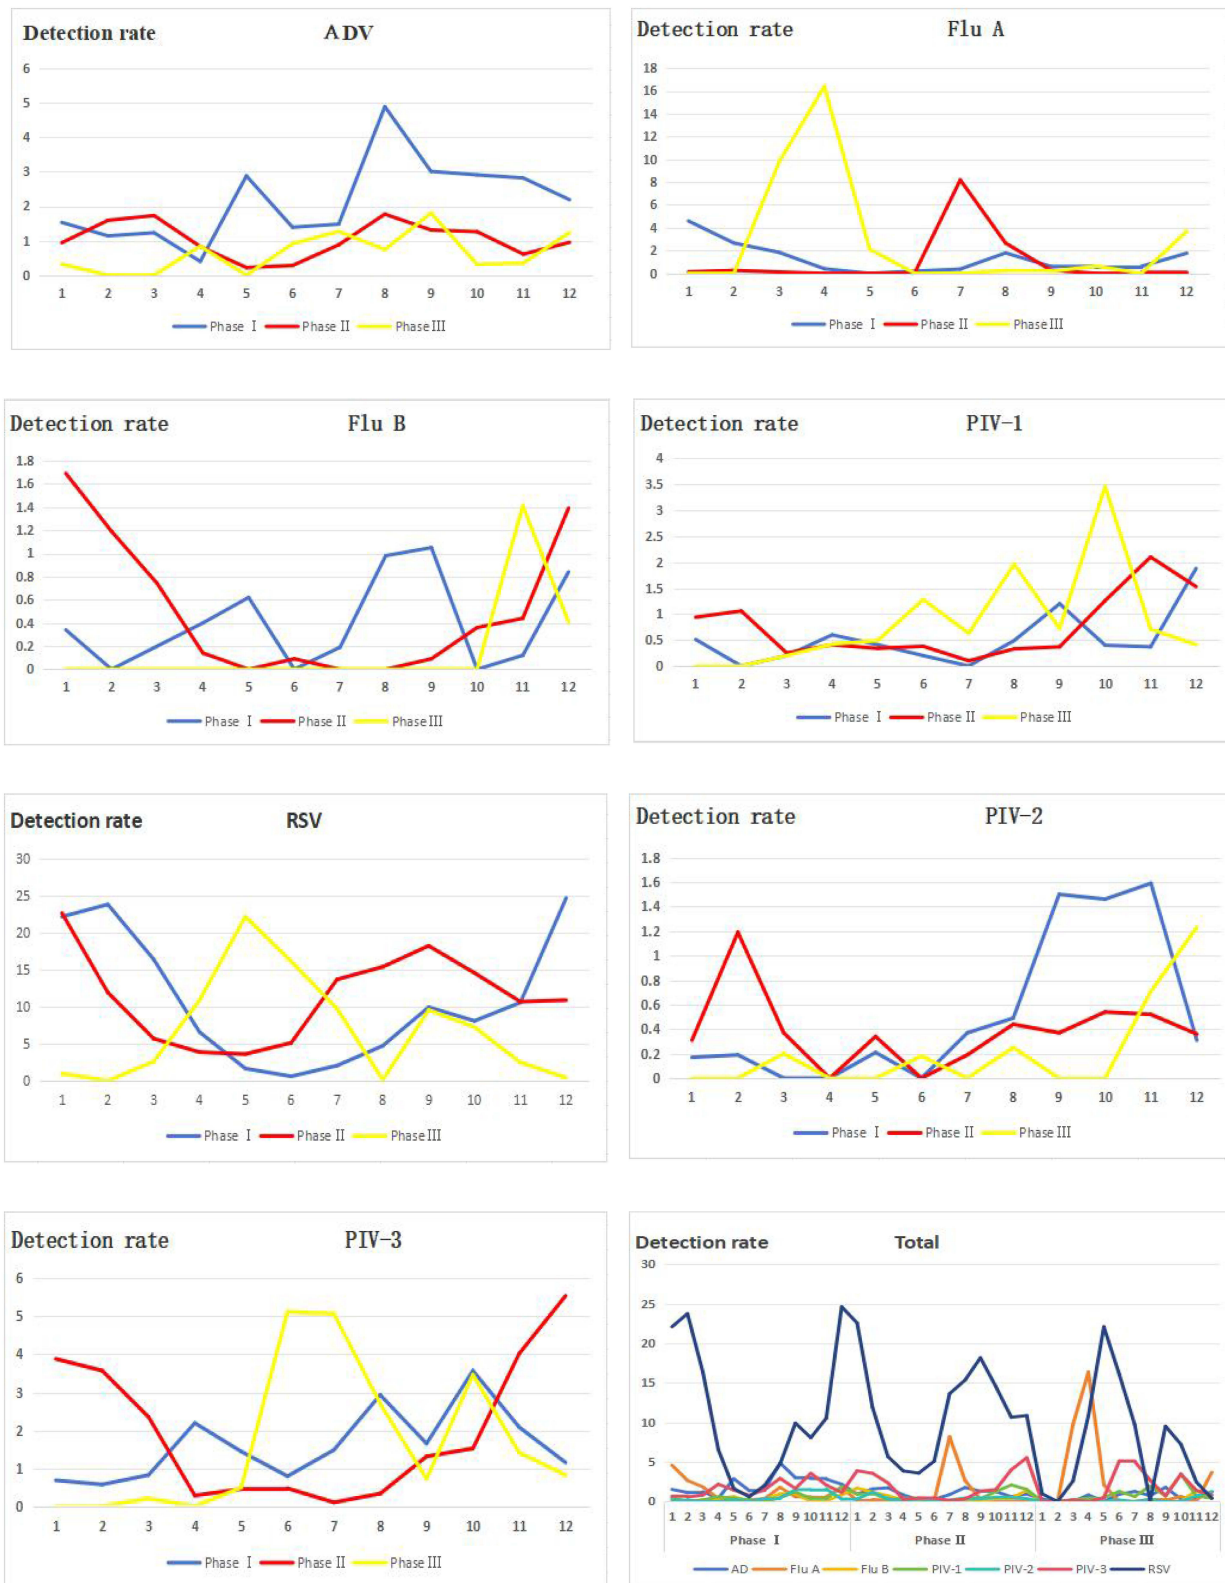 Detection rate ADV
6
5
4
3
2
1
0
1 2 3 4 5 6 7 8 9 10 11 12
Phase Ⅰ Phase Ⅱ Phase Ⅲ
Detection rate Flu A
18
16
14
12
10
8
6
4
2
0
1 2 3 4 5 6 7 8 9 10 11 12
Phase Ⅰ Phase Ⅱ Phase Ⅲ
Detection rate Flu B
1.8
1.6
1.4
1.2
1
0.8
0.6
0.4
0.2
0
1 2 3 4 5 6 7 8 9 10 11 12
Phase Ⅰ Phase Ⅱ Phase Ⅲ
Detection rate PIV-1
4
3.5
3
2.5
2
1.5
1
0.5
0
1 2 3 4 5 6 7 8 9 10 11 12
Phase Ⅰ Phase Ⅱ Phase Ⅲ
Detection rate RSV
30
25
20
15
10
5
0
1 2 3 4 5 6 7 8 9 10 11 12
Phase Ⅰ Phase Ⅱ Phase Ⅲ
Detection rate PIV-2
1.8
1.6
1.4
1.2
1
0.8
0.6
0.4
0.2
0
1 2 3 4 5 6 7 8 9 10 11 12
Phase Ⅰ Phase Ⅱ Phase Ⅲ
Detection rate PIV-3
6
5
4
3
2
1
0
1 2 3 4 5 6 7 8 9 10 11 12
Phase Ⅰ Phase Ⅱ Phase Ⅲ
Detection rate Total
30
25
20
15
10
5
0
1 2 3 4 5 6 7 8 9 10 11 12 1 2 3 4 5 6 7 8 9 10 11 12 1 2 3 4 5 6 7 8 9 10 11 12
Phase Ⅰ Phase Ⅱ Phase Ⅲ
AD Flu A Flu B PIV-1 PIV-2 PIV-3 RSV